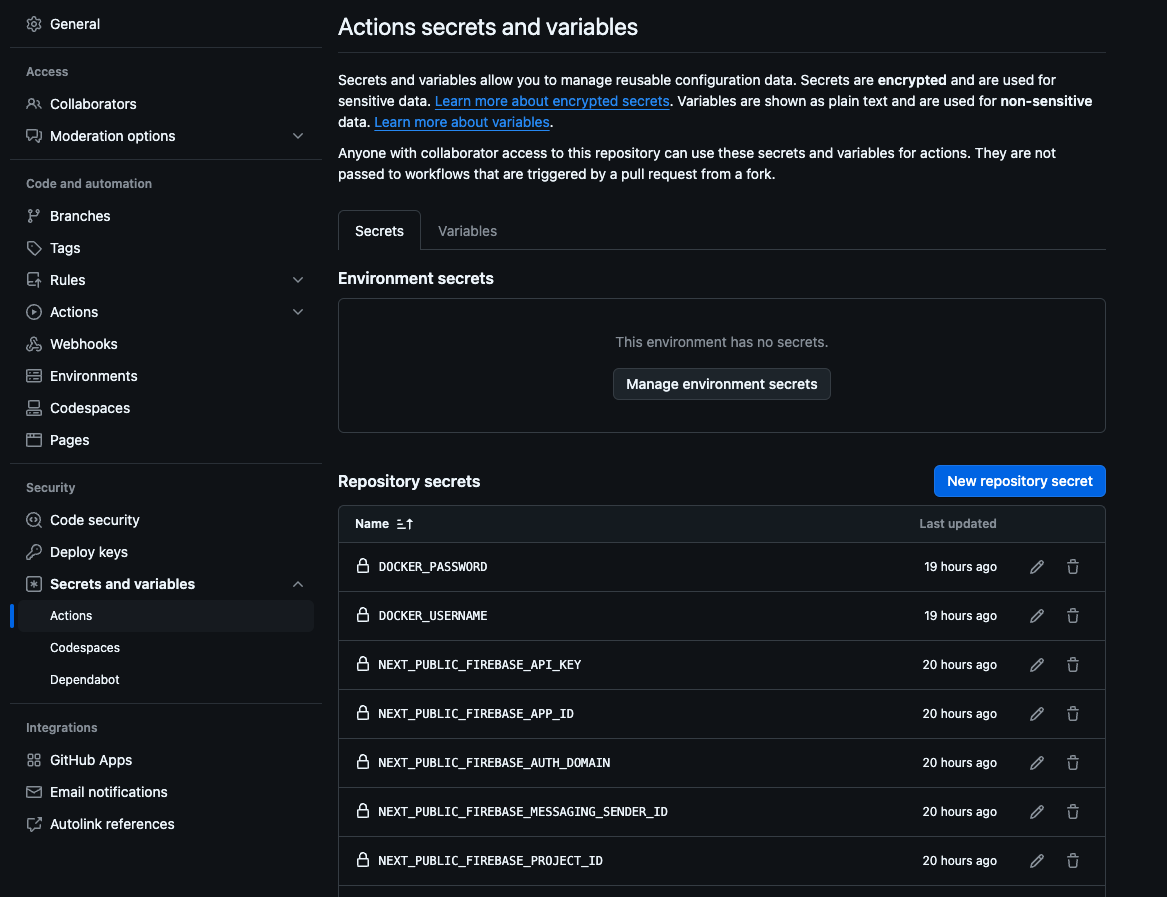 General
Access
Collaborators
Moderation options
Code and automation
Branches
Tags
Rules
Actions
Webhooks
Environments
Codespaces
Pages
Security
Code security
Deploy keys
Secrets and variables
Actions
Codespaces
Dependabot
Integrations
GitHub Apps
Email notifications
Autolink references
Actions secrets and variables
Secrets and variables allow you to manage reusable configuration data. Secrets are encrypted and are used for
sensitive data. Learn more about encrypted secrets. Variables are shown as plain text and are used for non-sensitive
data. Learn more about variables.
Anyone with collaborator access to this repository can use these secrets and variables for actions. They are not
passed to workflows that are triggered by a pull request from a fork.
Secrets Variables
Environment secrets
This environment has no secrets.
Manage environment secrets
Repository secrets New repository secret
Name Last updated
DOCKER_PASSWORD 19 hours ago
DOCKER_USERNAME 19 hours ago
NEXT_PUBLIC_FIREBASE_API_KEY 20 hours ago
NEXT_PUBLIC_FIREBASE_APP_ID 20 hours ago
NEXT_PUBLIC_FIREBASE_AUTH_DOMAIN 20 hours ago
NEXT_PUBLIC_FIREBASE_MESSAGING_SENDER_ID 20 hours ago
NEXT_PUBLIC_FIREBASE_PROJECT_ID 20 hours ago